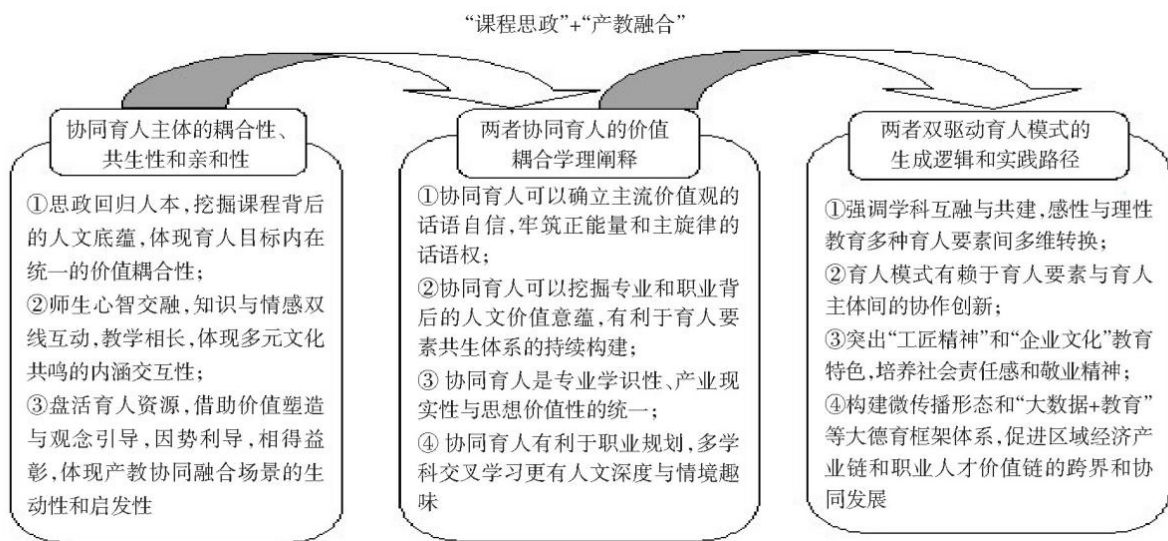 “课程思政”+“产教融合”
协同育人主体的耦合性、
共生性和亲和性
①思政回归人本，挖掘课程背后
的人文底蕴，体现育人目标内在
统一的价值耦合性；
②师生心智交融，知识与情感双
线互动，教学相长，体现多元文化
共鸣的内涵交互性；
③盘活育人资源，借助价值塑造
与观念引导，因势利导，相得益
彰，体现产教协同融合场景的生
动性和启发性
两者协同育人的价值
耦合学理阐释
①协同育人可以确立主流价值观的
话语自信，牢筑正能量和主旋律的
话语权；
②协同育人可以挖掘专业和职业背
后的人文价值意蕴，有利于育人要
素共生体系的持续构建；
③ 协同育人是专业学识性、产业现
实性与思想价值性的统一；
④ 协同育人有利于职业规划，多学
科交叉学习更有人文深度与情境趣
味
两者双驱动育人模式的
生成逻辑和实践路径
①强调学科互融与共建，感性与理性
教育多种育人要素间多维转换；
②育人模式有赖于育人要素与育人
主体间的协作创新；
③突出“工匠精神”和“企业文化”教育
特色，培养社会责任感和敬业精神；
④构建微传播形态和“大数据+教育”
等大德育框架体系，促进区域经济产
业链和职业人才价值链的跨界和协
同发展